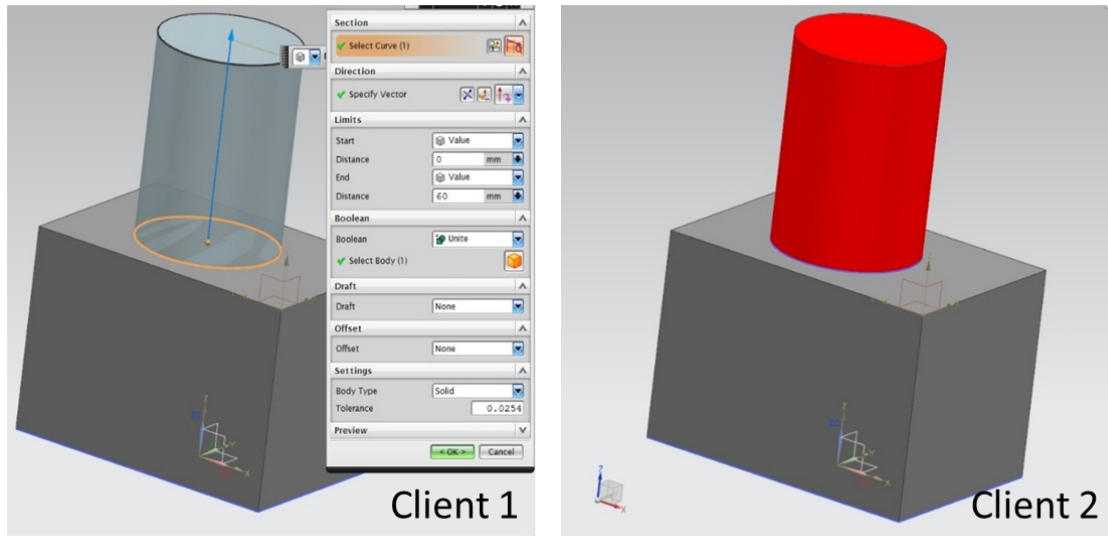 Section
Select Curve (1)
Direction
Specify Vector
Limits
Start Value
Distance 0 mm
End Value
Distance 60 mm
Boolean
Boolean Unite
Select Body (1)
Draft
Draft None
Offset
Offset None
Settings
Body Type Solid
Tolerance 0.0254
Preview
< OK > Cancel
Z
Y
X
Client 1
Z
X
Z
X
Client 2